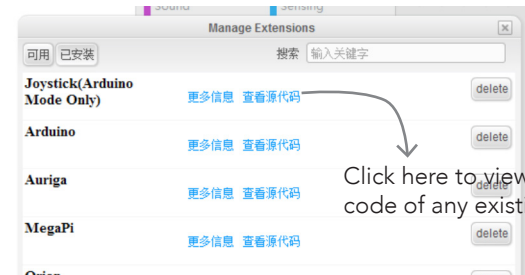 sound sensing
Manage Extensions
可用 已安装 搜索 输入关键字
Joystick(Arduino
Mode Only)
更多信息 查看源代码 delete
Arduino
更多信息 查看源代码 delete
Auriga
更多信息 查看源代码 delete
Click here to view
code of any exist
MegaPi
更多信息 查看源代码 delete
Orion